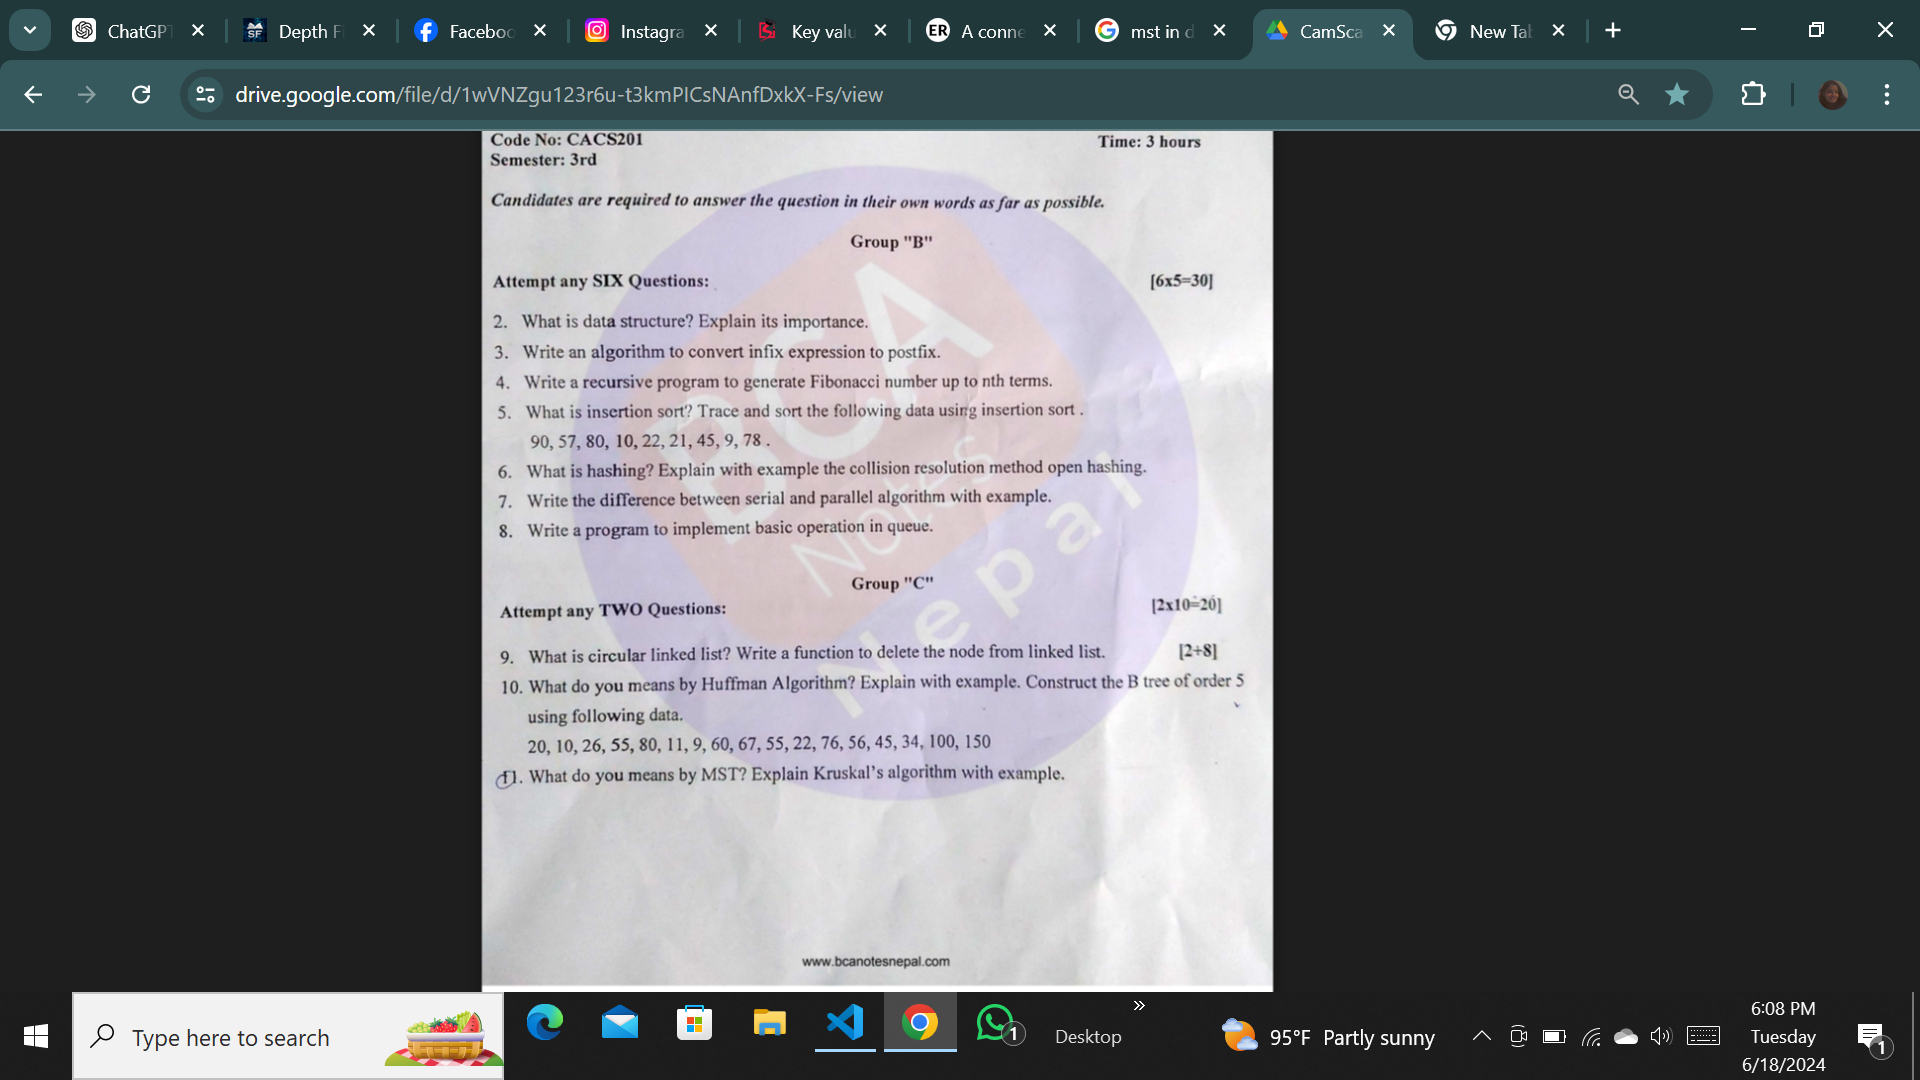 ChatGP
Depth F
Faceboo
Instagra
Key valu
ER
A conne
mst in d
CamSca
New Tab
drive.google.com/file/d/1wVNZgu123r6u-t3kmPICsNAnfDxkX-Fs/view
Code No: CACS201
Time: 3 hours
Semester: 3rd
Candidates are required to answer the question in their own words as far as possible.
Group "B"
Attempt any SIX Questions:
[6x5=30]
2. What is data structure? Explain its importance.
3. Write an algorithm to convert infix expression to postfix.
4. Write a recursive program to generate Fibonacci number up to nth terms.
5. What is insertion sort? Trace and sort the following data using insertion sort .
90, 57, 80, 10, 22, 21, 45, 9, 78 .
6. What is hashing? Explain with example the collision resolution method open hashing.
7. Write the difference between serial and parallel algorithm with example.
8. Write a program to implement basic operation in queue.
BCA
Notes
Nepal
Group "C"
Attempt any TWO Questions:
[2x10=20]
9. What is circular linked list? Write a function to delete the node from linked list.
[2+8]
10. What do you means by Huffman Algorithm? Explain with example. Construct the B tree of order 5
using following data.
20, 10, 26, 55, 80, 11, 9, 60, 67, 55, 22, 76, 56, 45, 34, 100, 150
11. What do you means by MST? Explain Kruskal's algorithm with example.
www.bcanotesnepal.com
Type here to search
1
Desktop
95°F Partly sunny
6:08 PM
Tuesday
6/18/2024
1